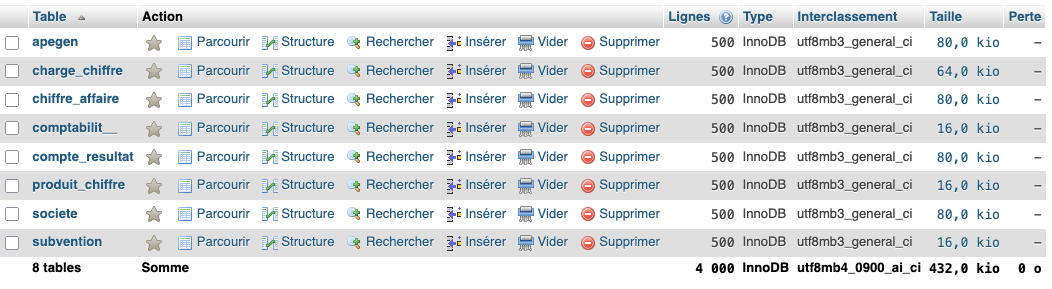 Table Action Lignes Type Interclassement Taille Perte
apegen Parcourir Structure Rechercher Insérer Vider Supprimer 500 InnoDB utf8mb3_general_ci 80,0 kio –
charge_chiffre Parcourir Structure Rechercher Insérer Vider Supprimer 500 InnoDB utf8mb3_general_ci 64,0 kio –
chiffre_affaire Parcourir Structure Rechercher Insérer Vider Supprimer 500 InnoDB utf8mb3_general_ci 80,0 kio –
comptabilit__ Parcourir Structure Rechercher Insérer Vider Supprimer 500 InnoDB utf8mb3_general_ci 16,0 kio –
compte_resultat Parcourir Structure Rechercher Insérer Vider Supprimer 500 InnoDB utf8mb3_general_ci 80,0 kio –
produit_chiffre Parcourir Structure Rechercher Insérer Vider Supprimer 500 InnoDB utf8mb3_general_ci 16,0 kio –
societe Parcourir Structure Rechercher Insérer Vider Supprimer 500 InnoDB utf8mb3_general_ci 80,0 kio –
subvention Parcourir Structure Rechercher Insérer Vider Supprimer 500 InnoDB utf8mb3_general_ci 16,0 kio –
8 tables Somme 4 000 InnoDB utf8mb4_0900_ai_ci 432,0 kio 0 o